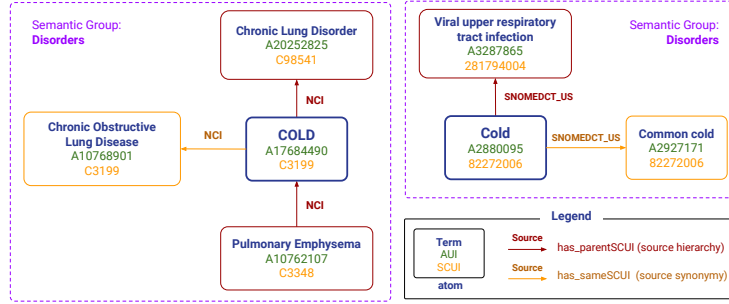 Semantic Group:
Disorders
Chronic Lung Disorder
A20252825
C98541
NCI
Chronic Obstructive
Lung Disease
A10768901
C3199
NCI
COLD
A17684490
C3199
NCI
Pulmonary Emphysema
A10762107
C3348
Viral upper respiratory
tract infection
A3287865
281794004
Semantic Group:
Disorders
SNOMEDCT_US
Cold
A2880095
82272006
SNOMEDCT_US
Common cold
A2927171
82272006
Legend
Term
AUI
SCUI
atom
Source
has_parentSCUI (source hierarchy)
Source
has_sameSCUI (source synonymy)